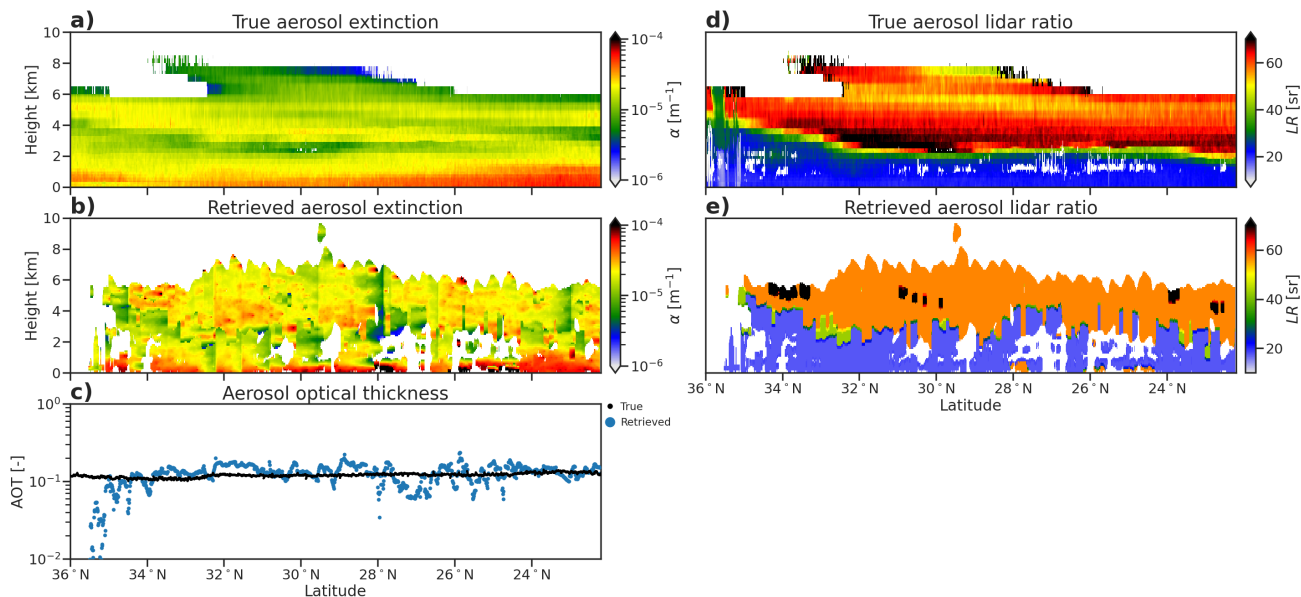 a) True aerosol extinction
10
8
6
4
2
0
Height [km]
10⁻⁴
10⁻⁵
10⁻⁶
α [m⁻¹]
d) True aerosol lidar ratio
60
40
20
LR [sr]
b) Retrieved aerosol extinction
10
8
6
4
2
0
Height [km]
10⁻⁴
10⁻⁵
10⁻⁶
α [m⁻¹]
e) Retrieved aerosol lidar ratio
60
40
20
LR [sr]
36°N 34°N 32°N 30°N 28°N 26°N 24°N
Latitude
c) Aerosol optical thickness
10⁰
10⁻¹
10⁻²
AOT [-]
True
Retrieved
36°N 34°N 32°N 30°N 28°N 26°N 24°N
Latitude